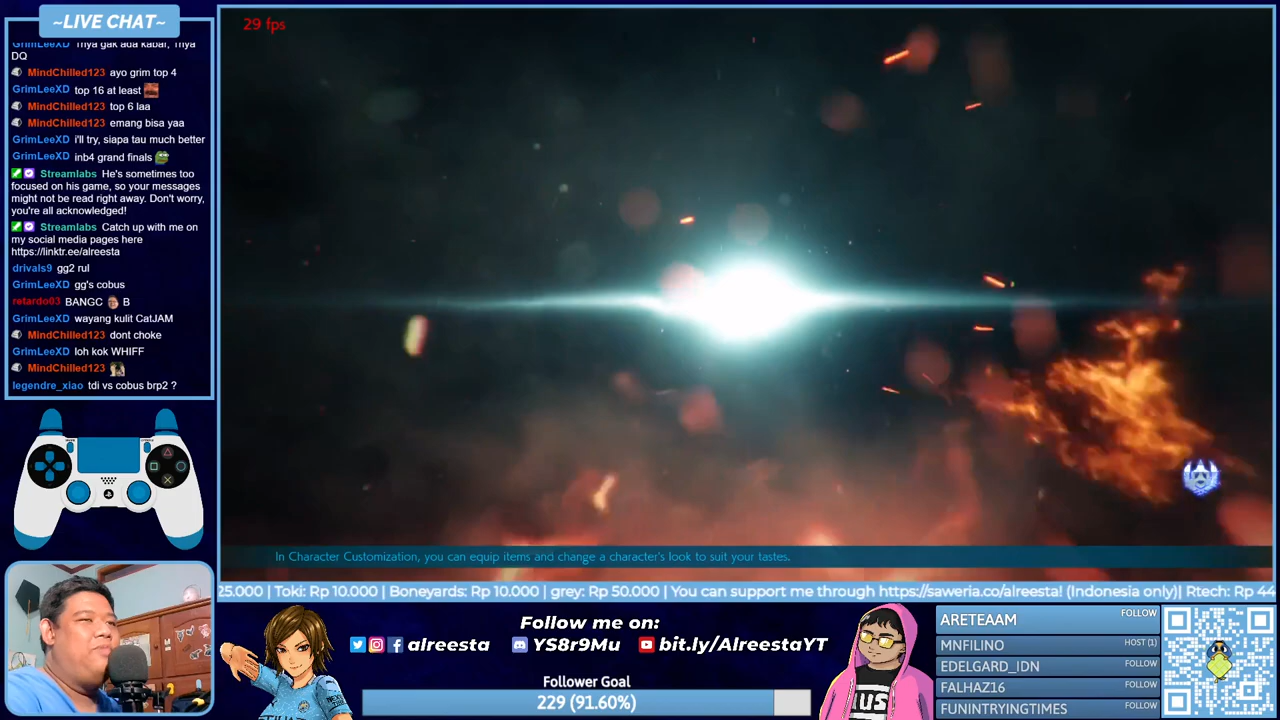 ~LIVE CHAT~
DQ
MindChilled123 ayo grim top 4
GrimLeeXD top 16 at least
MindChilled123 top 6 laa
MindChilled123 emang bisa yaa
GrimLeeXD i'll try, siapa tau much better
GrimLeeXD inb4 grand finals
Streamlabs He's sometimes too
focused on his game, so your messages
might not be read right away. Don't worry,
you're all acknowledged!
Streamlabs Catch up with me on
my social media pages here
https://linktr.ee/alreesta
drivals9 gg2 rul
GrimLeeXD gg's cobus
retardo03 BANGC B
GrimLeeXD wayang kulit CatJAM
MindChilled123 dont choke
GrimLeeXD loh kok WHIFF
MindChilled123
legendre_xiao tdi vs cobus brp2 ?
29 fps
In Character Customization, you can equip items and change a character's look to suit your tastes.
25.000 | Toki: Rp 10.000 | Boneyards: Rp 10.000 | grey: Rp 50.000 | You can support me through https://saweria.co/alreesta! (Indonesia only)| Rtech: Rp 44
Follow me on:
alreesta YS8r9Mu bit.ly/AlreestaYT
Follower Goal
229 (91.60%)
ARETEAAM FOLLOW
MNFILINO HOST (1)
EDELGARD_IDN FOLLOW
FALHAZ16 FOLLOW
FUNINTRYINGTIMES FOLLOW